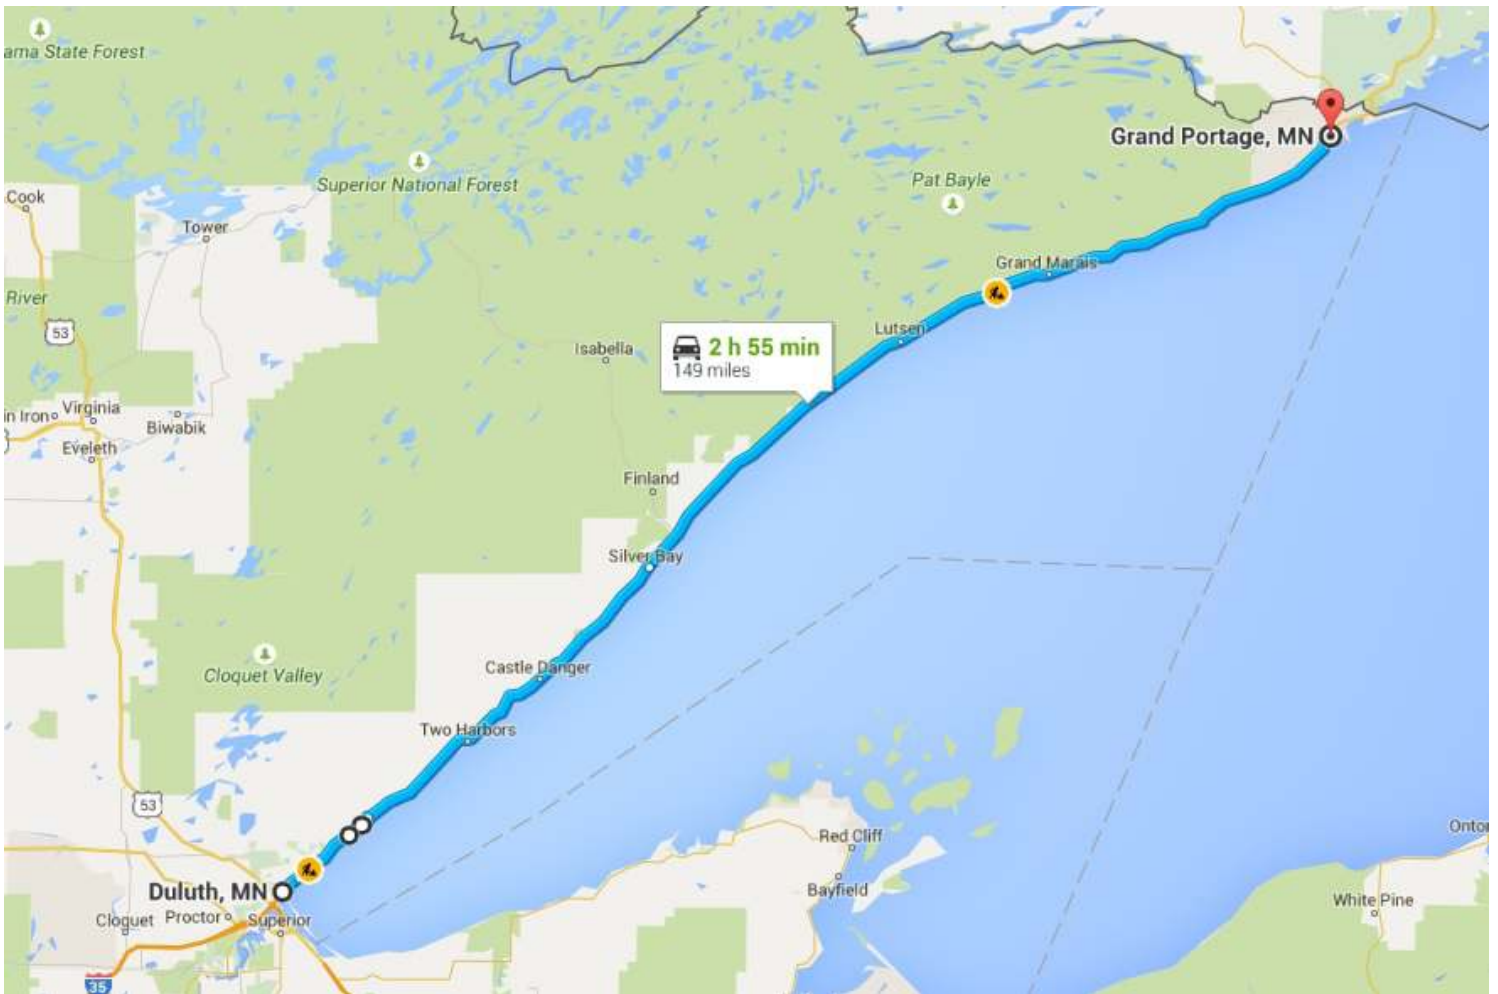 ama State Forest
Superior National Forest
Cook
Tower
River
53
Grand Portage, MN
Pat Bayle
Grand Marais
Lutsen
2 h 55 min
149 miles
Isabella
in Iron
Virginia
Biwabik
Eveleth
Finland
Silver Bay
Castle Danger
Cloquet Valley
Two Harbors
53
Duluth, MN
Cloquet
Proctor
Superior
35
Red Cliff
Bayfield
Onto
White Pine